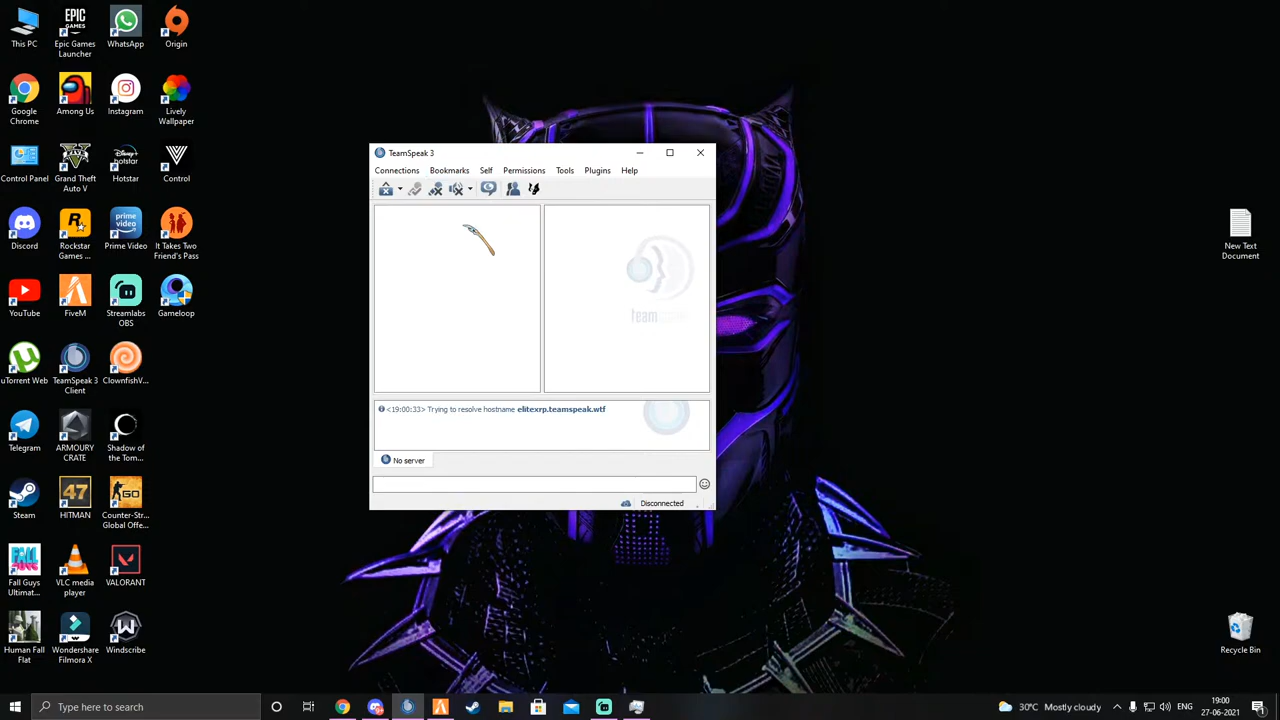 This PC
Epic Games
Launcher
WhatsApp
Origin
Google
Chrome
Among Us
Instagram
Lively
Wallpaper
Control Panel
Grand Theft
Auto V
Hotstar
Control
Discord
Rockstar
Games ...
Prime Video
It Takes Two
Friend's Pass
YouTube
FiveM
Streamlabs
OBS
Gameloop
uTorrent Web
TeamSpeak 3
Client
ClownfishV...
Telegram
ARMOURY
CRATE
Shadow of
the Tom...
Steam
HITMAN
Counter-Str...
Global Offe...
Fall Guys
Ultimat...
VLC media
player
VALORANT
Human Fall
Flat
Wondershare
Filmora X
Windscribe
TeamSpeak 3
Connections Bookmarks Self Permissions Tools Plugins Help
<19:00:33> Trying to resolve hostname elitexrp.teamspeak.wtf
No server
Disconnected
New Text
Document
Recycle Bin
Type here to search
30°C Mostly cloudy
ENG
19:00
27-06-2021